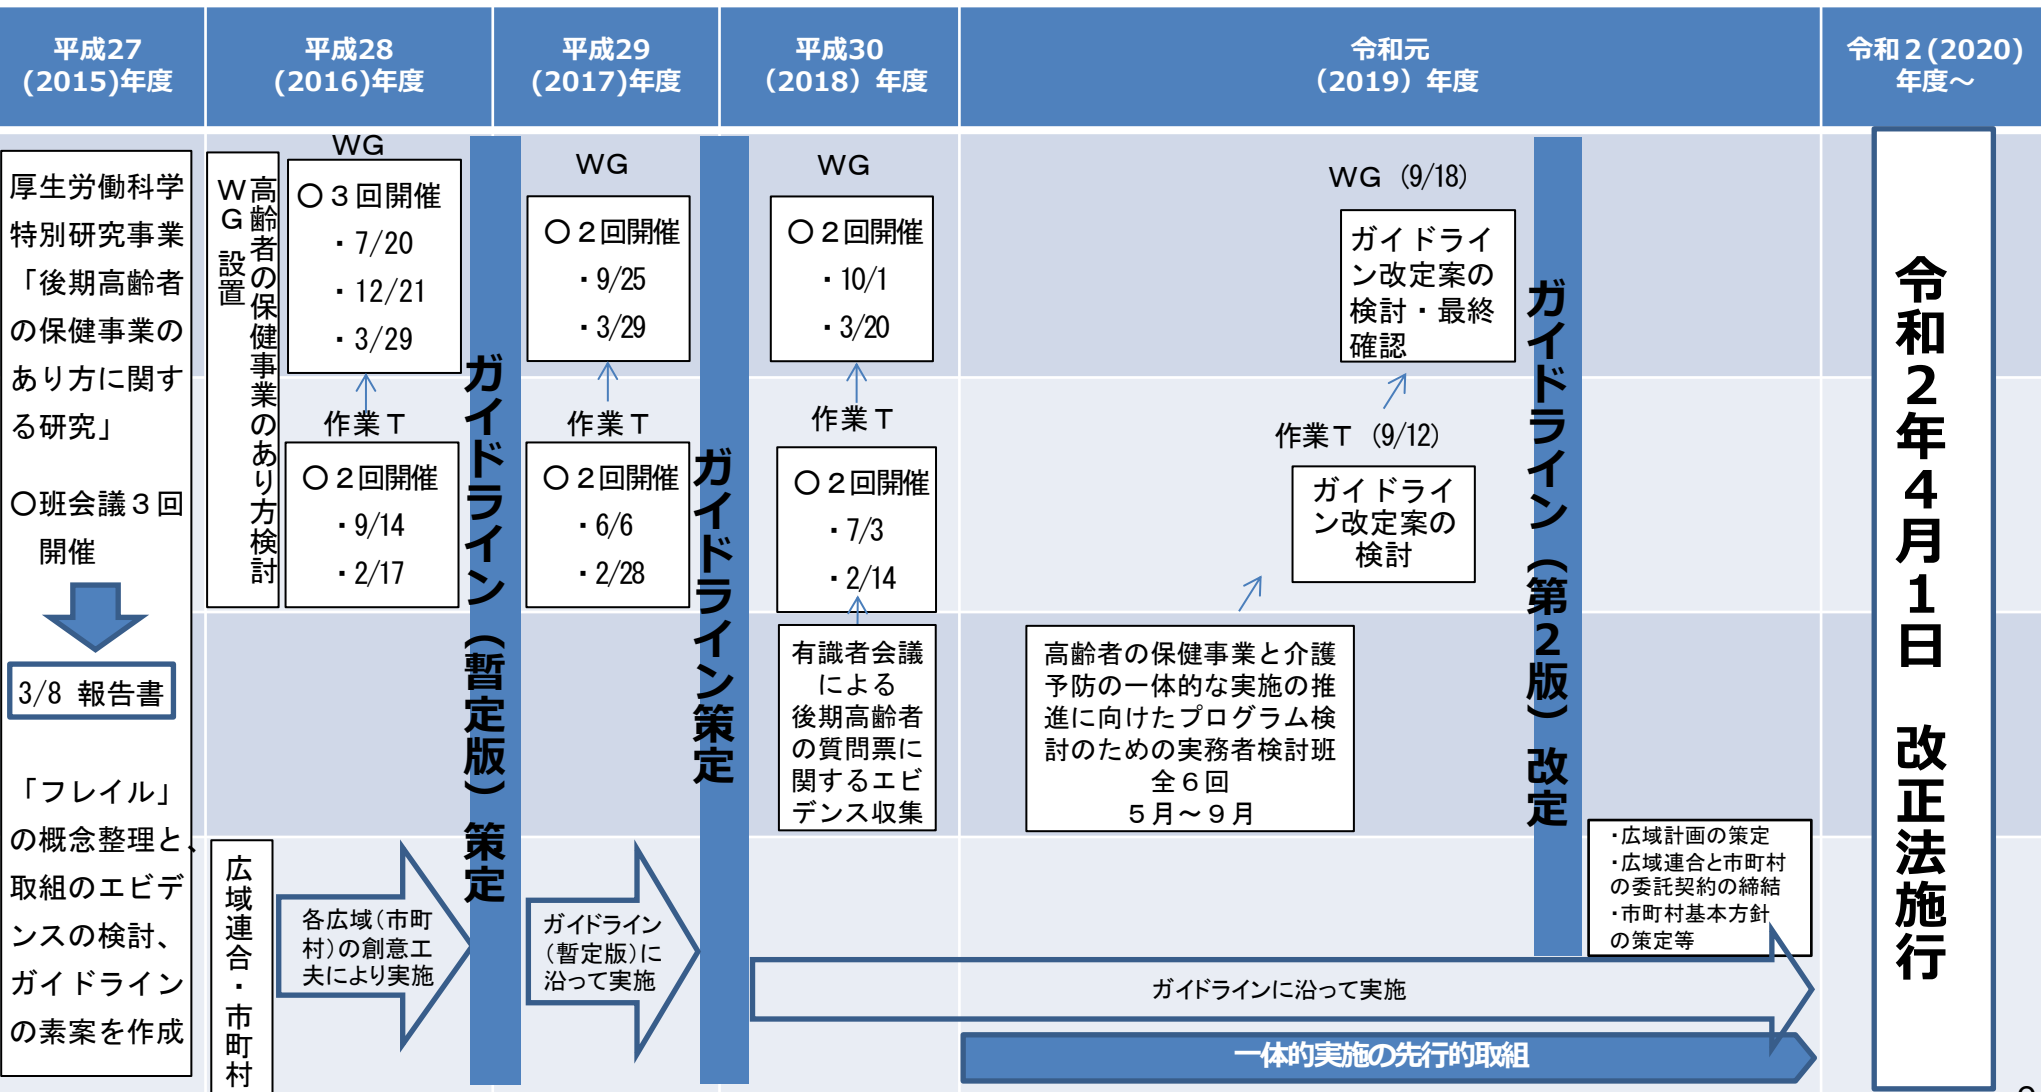 平成27
(2015)年度
平成28
(2016)年度
平成29
(2017)年度
平成30
（2018）年度
令和元
（2019）年度
令和２(2020)
年度～
厚生労働科学
特別研究事業
「後期高齢者
の保健事業の
あり方に関す
る研究」
〇班会議３回
開催
3/8 報告書
「フレイル」
の概念整理と、
取組のエビデ
ンスの検討、
ガイドライン
の素案を作成
高齢者の保健事業のあり方検討
ＷＧ 設置
ＷＧ
〇３回開催
・7/20
・12/21
・3/29
作業Ｔ
〇２回開催
・9/14
・2/17
ガイドライン（暫定版）策定
ＷＧ
〇２回開催
・9/25
・3/29
作業Ｔ
〇２回開催
・6/6
・2/28
ガイドライン策定
ＷＧ
〇２回開催
・10/1
・3/20
作業Ｔ
〇２回開催
・7/3
・2/14
有識者会議
による
後期高齢者
の質問票に
関するエビ
デンス収集
ＷＧ（9/18）
ガイドライ
ン改定案の
検討・最終
確認
作業Ｔ（9/12）
ガイドライ
ン改定案の
検討
高齢者の保健事業と介護
予防の一体的な実施の推
進に向けたプログラム検
討のための実務者検討班
全６回
５月～９月
ガイドライン（第２版）改定
・広域計画の策定
・広域連合と市町村
の委託契約の締結
・市町村基本方針
の策定等
令和２年４月１日　改正法施行
広域連合・市町村
各広域（市町
村）の創意工
夫により実施
ガイドライン
（暫定版）に
沿って実施
ガイドラインに沿って実施
一体的実施の先行的取組